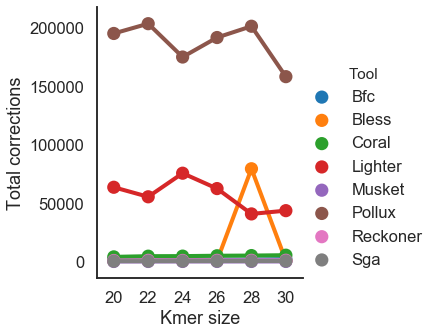 200000
150000
100000
50000
0
Total corrections
20 22 24 26 28 30
Kmer size
Tool
Bfc
Bless
Coral
Lighter
Musket
Pollux
Reckoner
Sga